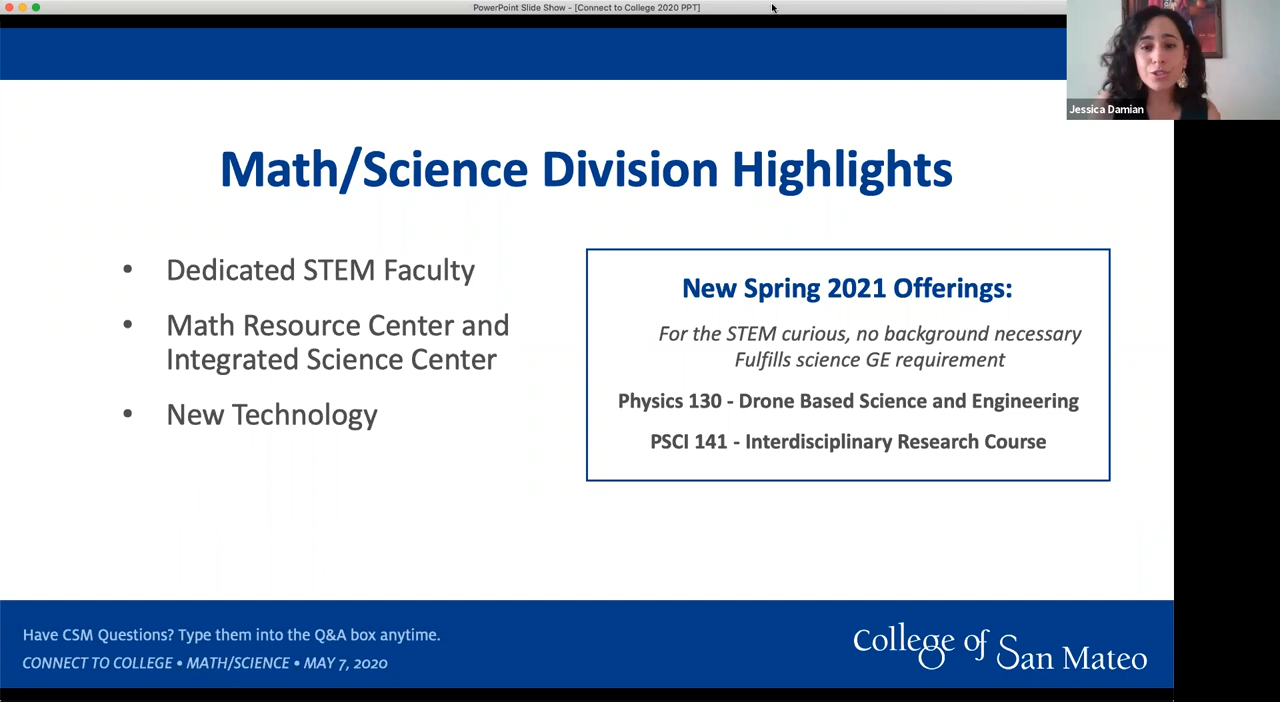 PowerPoint Slide Show - [Connect to College 2020 PPT]
Jessica Damian
Math/Science Division Highlights
• Dedicated STEM Faculty
• Math Resource Center and
Integrated Science Center
• New Technology
New Spring 2021 Offerings:
For the STEM curious, no background necessary
Fulfills science GE requirement
Physics 130 - Drone Based Science and Engineering
PSCI 141 - Interdisciplinary Research Course
Have CSM Questions? Type them into the Q&A box anytime.
CONNECT TO COLLEGE • MATH/SCIENCE • MAY 7, 2020
College of
San Mateo